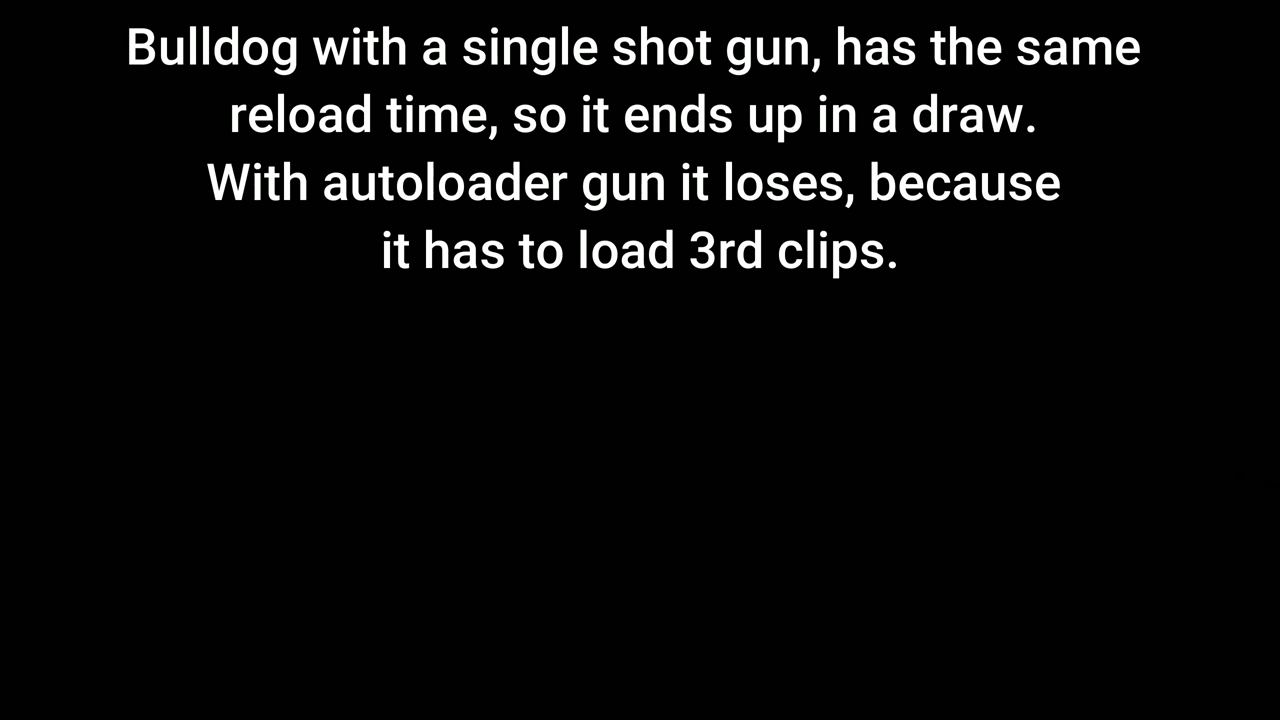 Bulldog with a single shot gun, has the same
reload time, so it ends up in a draw.
With autoloader gun it loses, because
it has to load 3rd clips.